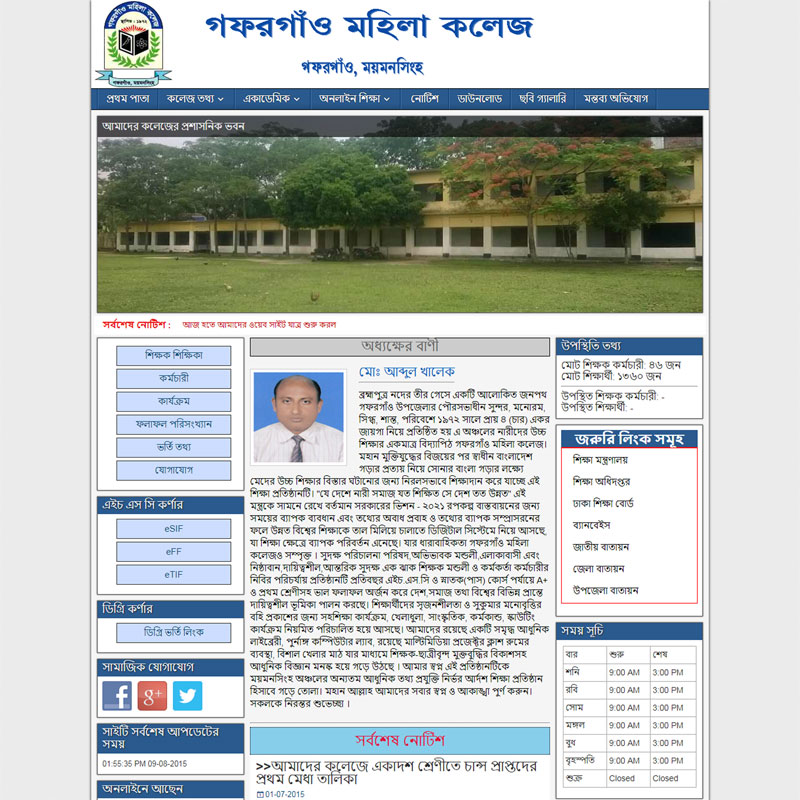 গফরগাঁও মহিলা কলেজ
গফরগাঁও, ময়মনসিংহ
প্রথম পাতা কলেজ তথ্য একাডেমিক অনলাইন শিক্ষা নোটিশ ডাউনলোড ছবি গ্যালারি মন্তব্য অভিযোগ
আমাদের কলেজের প্রশাসনিক ভবন
সর্বশেষ নোটিশ : আজ হতে আমাদের ওয়েব সাইট যাত্র শুরু করল
শিক্ষক শিক্ষিকা
কর্মচারী
কার্যক্রম
ফলাফল পরিসংখ্যান
ভর্তি তথ্য
যোগাযোগ
এইচ এস সি কর্ণার
eSIF
eFF
eTIF
ডিগ্রি কর্ণার
ডিগ্রি ভর্তি লিংক
সামাজিক যোগাযোগ
সাইট সর্বশেষ আপডেটের
সময়
01:55:35 PM 09-08-2015
অনলাইনে আছেন
অধ্যক্ষের বাণী
মোঃ আব্দুল খালেক
ব্রহ্মপুত্র নদের তীর ঘেসে একটি আলোকিত জনপথ
গফরগাঁও উপজেলার পৌরসভাধীন সুন্দর, মনোরম,
সিগ্ধ, শান্ত, পরিবেশে ১৯৭২ সালে প্রায় ৪ (চার) একর
জায়গা নিয়ে প্রতিষ্ঠিত হয় এ অঞ্চলের নারীদের উচ্চ
শিক্ষার একমাত্র বিদ্যাপিঠ গফরগাঁও মহিলা কলেজ।
মহান মুক্তিযুদ্ধের বিজয়ের পর স্বাধীন বাংলাদেশ
গড়ার প্রত্যয় নিয়ে সোনার বাংলা গড়ার লক্ষ্যে
মেদের উচ্চ শিক্ষার বিস্তার ঘটানোর জন্য নিরলসভাবে শিক্ষাদান করে যাচ্ছে এই
শিক্ষা প্রতিষ্ঠানটি। "যে দেশে নারী সমাজ যত শিক্ষিত সে দেশ তত উন্নত" এই
মন্ত্রকে সামনে রেখে বর্তমান সরকারের ভিশন - ২০২১ রপকল্প বাস্তবায়নের জন্য
সময়ের ব্যাপক ব্যবধান এবং তথ্যের অবাধ প্রবাহ ও তথ্যের ব্যাপক সম্প্রাসরনের
ফলে উন্নত বিশ্বের শিক্ষাকে তাল মিলিয়ে চালাতে ডিজিটাল সিস্টেমে নিয়ে আসছে,
যা শিক্ষা ক্ষেত্রে ব্যাপক পরিবর্তন এনেছে। যার ধারাবাহিকতা গফরগাঁও মহিলা
কলেজও সম্পৃক্ত । সুদক্ষ পরিচালনা পরিষদ,অভিভাবক মন্ডলী,এলাকাবাসী এবং
নিষ্ঠাবান,দায়িত্বশীল,আন্তরিক সুদক্ষ এক ঝাক শিক্ষক মন্ডলী ও কর্মকর্তা কর্মচারীর
নিবির পরিচর্যায় প্রতিষ্ঠানটি প্রতিবছর এইচ.এস.সি ও স্নাতক(পাস) কোর্স পর্যায়ে A+
ও প্রথম শ্রেণীসহ ভাল ফলাফল অর্জন করে দেশ,সমাজ তথা বিশ্বের বিভিন্ন প্রান্তে
দায়িত্বশীল ভূমিকা পালন করছে। শিক্ষার্থীদের সৃজনশীলতা ও সুকুমার মনোবৃত্তির
বহি প্রকাশের জন্য সহশিক্ষা কার্যক্রম, খেলাধুলা, সাংস্কৃতিক, কর্মকান্ড, স্কাউটিং
কার্যক্রম নিয়মিত পরিচালিত হয়ে আসছে। আমাদের রয়েছে একটি সমৃদ্ধ আধুনিক
লাইব্রেরী, পুর্নাঙ্গ কম্পিউটার ল্যাব, রয়েছে মাল্টিমিডিয়া প্রজেক্টর ক্লাশ রুমের
ব্যবস্থা, বিশাল খেলার মাঠ যার মাধ্যমে শিক্ষক-ছাত্রীবৃন্দ মুক্তবুদ্ধির বিকাশসহ
আধুনিক বিজ্ঞান মনস্ক হয়ে গড়ে উঠছে । আমার স্বপ্ন এই প্রতিষ্ঠানটিকে
ময়মনসিংহ অঞ্চলের অন্যতম আধুনিক তথ্য প্রযুক্তি নির্ভর আর্দশ শিক্ষা প্রতিষ্ঠান
হিসাবে গড়ে তোলা। মহান আল্লাহ আমাদের সবার স্বপ্ন ও আকাঙ্খা পুর্ণ করুন।
সকলকে নিরন্তর শুভেচ্ছা ।
সর্বশেষ নোটিশ
>>আমাদের কলেজে একাদশ শ্রেণীতে চান্স প্রাপ্তদের
প্রথম মেধা তালিকা
01-07-2015
উপস্থিতি তথ্য
মোট শিক্ষক কর্মচারী: ৪৬ জন
মোট শিক্ষার্থী: ১৩৬০ জন
উপস্থিত শিক্ষক কর্মচারী: -
উপস্থিত শিক্ষার্থী: -
জরুরি লিংক সমূহ
শিক্ষা মন্ত্রণালয়
শিক্ষা অধিদপ্তর
ঢাকা শিক্ষা বোর্ড
ব্যানবেইস
জাতীয় বাতায়ন
জেলা বাতায়ন
উপজেলা বাতায়ন
সময় সূচি
বার শুরু শেষ
শনি 9:00 AM 3:00 PM
রবি 9:00 AM 3:00 PM
সোম 9:00 AM 3:00 PM
মঙ্গল 9:00 AM 3:00 PM
বুধ 9:00 AM 3:00 PM
বৃহস্পতি 9:00 AM 3:00 PM
শুক্র Closed Closed